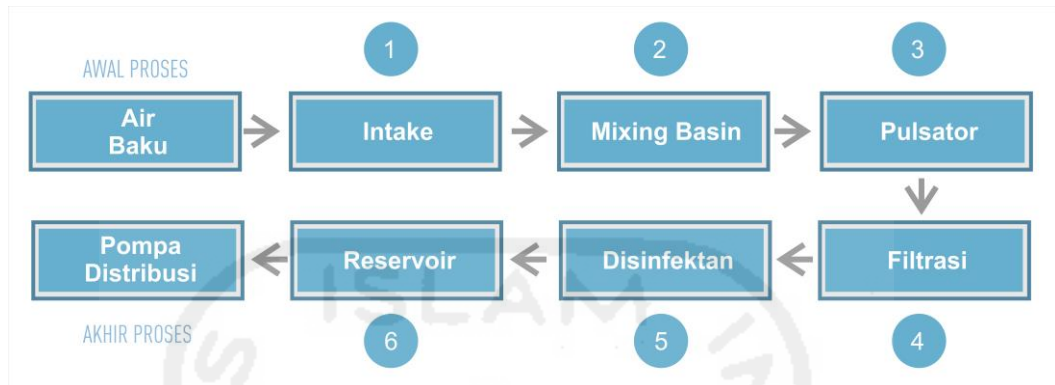 AWAL PROSES
1
2
3
Air
Baku
Intake
Mixing Basin
Pulsator
Pompa
Distribusi
Reservoir
Disinfektan
Filtrasi
AKHIR PROSES
6
5
4
ISLAM